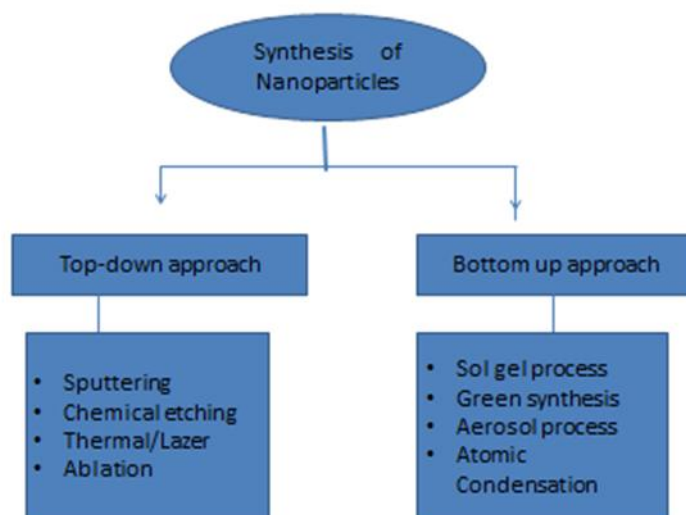 Synthesis of
Nanoparticles
Top-down approach
Bottom up approach
• Sputtering
• Chemical etching
• Thermal/Lazer
• Ablation
• Sol gel process
• Green synthesis
• Aerosol process
• Atomic
Condensation